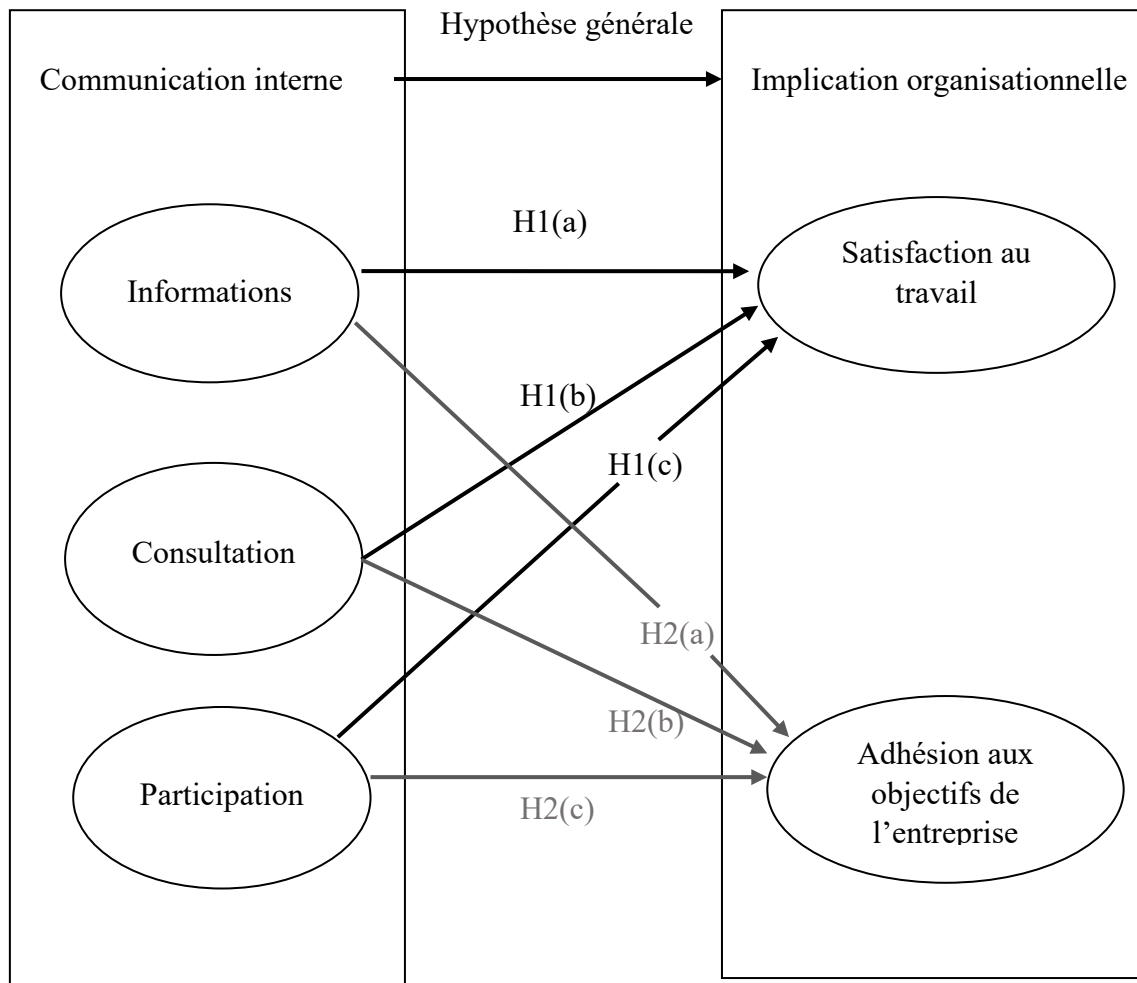 Hypothèse générale
Communication interne
Implication organisationnelle
H1(a)
Informations
Satisfaction au
travail
H1(b)
H1(c)
Consultation
H2(a)
H2(b)
Participation
H2(c)
Adhésion aux
objectifs de
l’entreprise